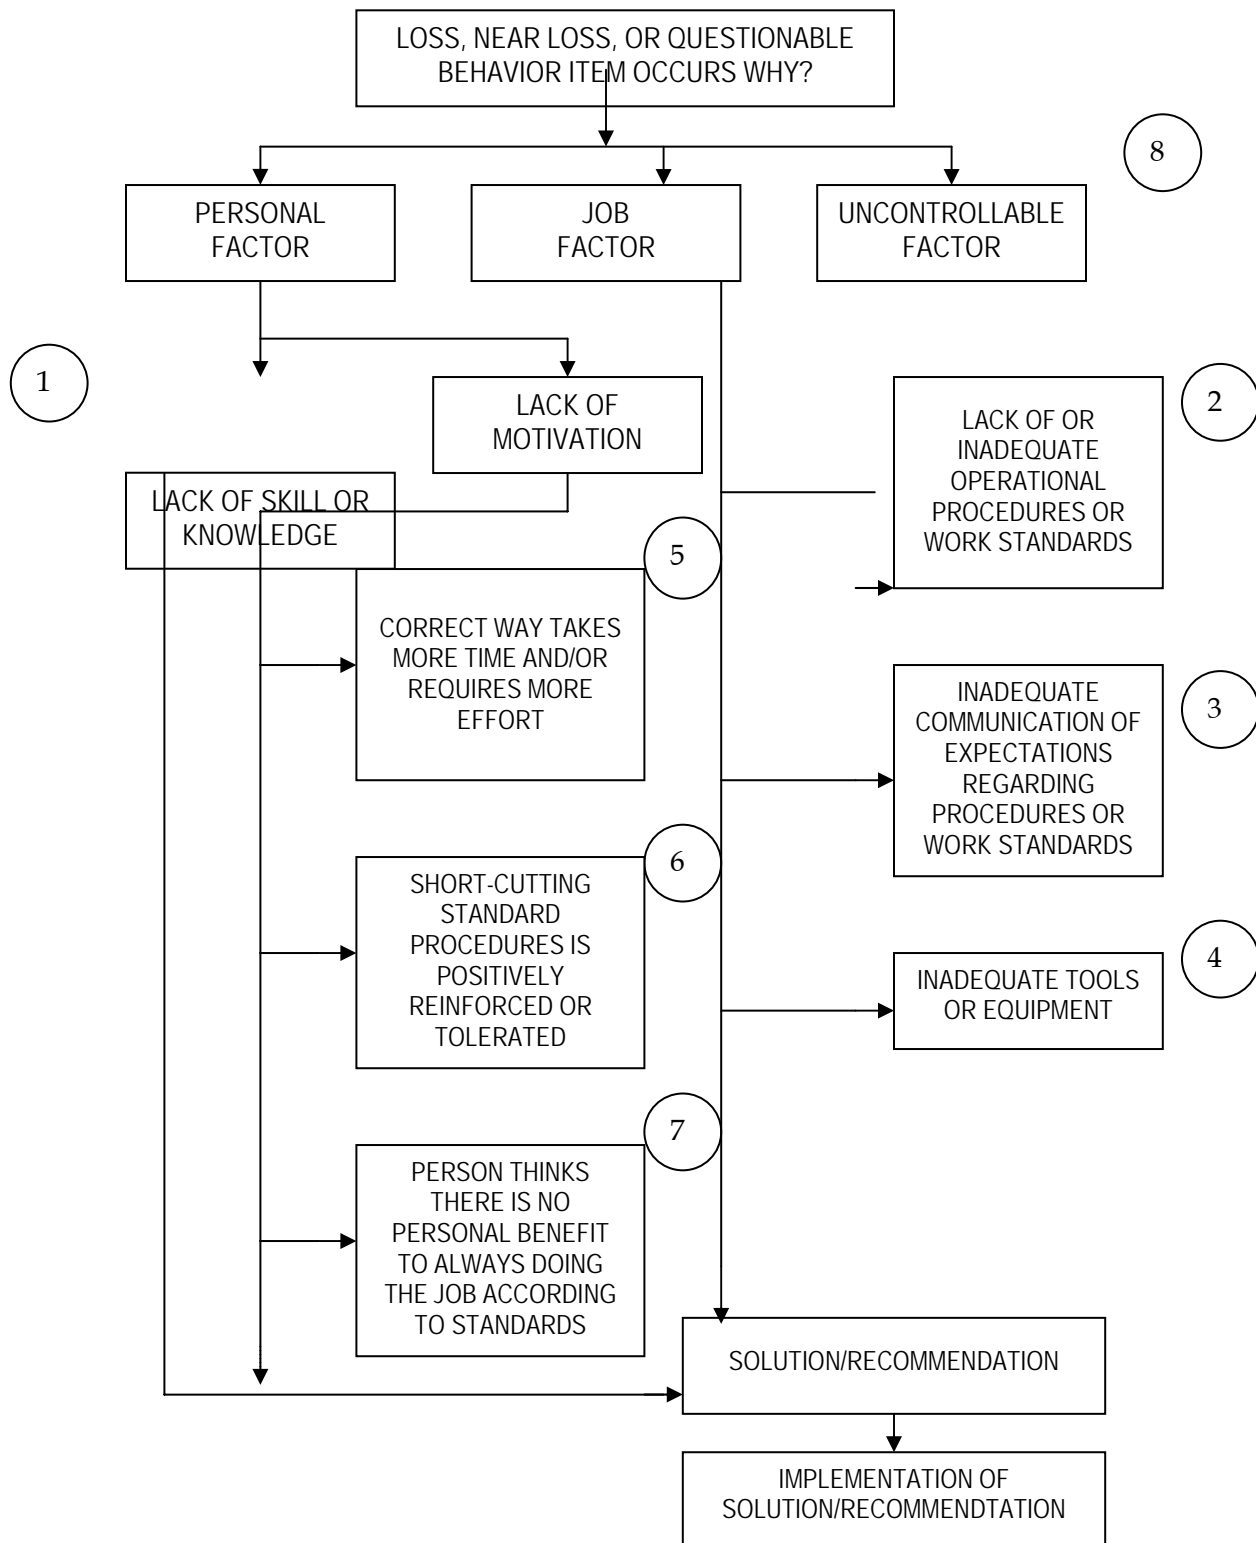 LOSS, NEAR LOSS, OR QUESTIONABLE
BEHAVIOR ITEM OCCURS WHY?
8
PERSONAL
FACTOR
JOB
FACTOR
UNCONTROLLABLE
FACTOR
1
LACK OF
MOTIVATION
2
LACK OF OR
INADEQUATE
OPERATIONAL
PROCEDURES OR
WORK STANDARDS
LACK OF SKILL OR
KNOWLEDGE
5
CORRECT WAY TAKES
MORE TIME AND/OR
REQUIRES MORE
EFFORT
3
INADEQUATE
COMMUNICATION OF
EXPECTATIONS
REGARDING
PROCEDURES OR
WORK STANDARDS
6
SHORT-CUTTING
STANDARD
PROCEDURES IS
POSITIVELY
REINFORCED OR
TOLERATED
4
INADEQUATE TOOLS
OR EQUIPMENT
7
PERSON THINKS
THERE IS NO
PERSONAL BENEFIT
TO ALWAYS DOING
THE JOB ACCORDING
TO STANDARDS
SOLUTION/RECOMMENDATION
IMPLEMENTATION OF
SOLUTION/RECOMMENDTATION